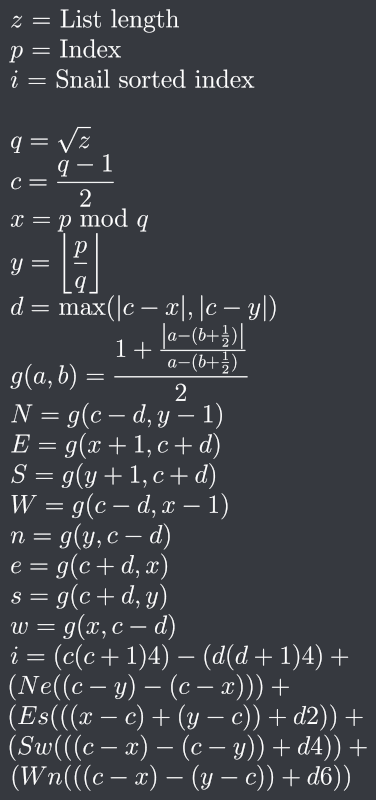 z = List length
p = Index
i = Snail sorted index
q = √z
c = (q − 1)/2
x = p mod q
y = ⌊p/q⌋
d = max(|c − x|, |c − y|)
g(a, b) = (1 + |a−(b+1/2)|/(a−(b+1/2)))/2
N = g(c − d, y − 1)
E = g(x + 1, c + d)
S = g(y + 1, c + d)
W = g(c − d, x − 1)
n = g(y, c − d)
e = g(c + d, x)
s = g(c + d, y)
w = g(x, c − d)
i = (c(c + 1)4) − (d(d + 1)4) +
(Ne((c − y) − (c − x))) +
(Es(((x − c) + (y − c)) + d2)) +
(Sw(((c − x) − (c − y)) + d4)) +
(Wn(((c − x) − (y − c)) + d6))